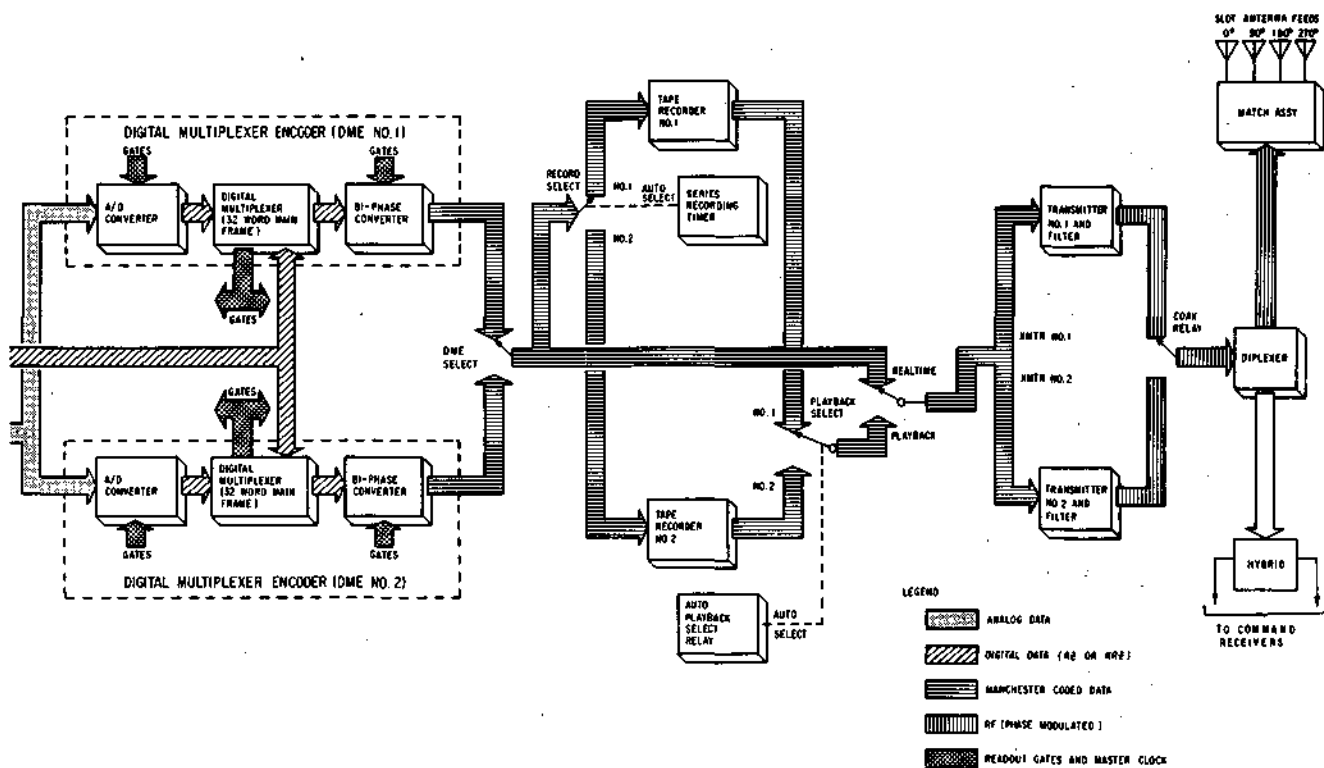 SLOT ANTENNA FEEDS
0° 90° 180° 270°
MATCH ASSY
DIGITAL MULTIPLEXER ENCODER (DME NO.1)
GATES
GATES
A/D
CONVERTER
DIGITAL
MULTIPLEXER
(32 WORD MAIN
FRAME)
BI-PHASE
CONVERTER
GATES
DME
SELECT
GATES
A/D
CONVERTER
DIGITAL
MULTIPLEXER
(32 WORD MAIN
FRAME)
BI-PHASE
CONVERTER
GATES
GATES
DIGITAL MULTIPLEXER ENCODER (DME NO.2)
TAPE
RECORDER
NO.1
RECORD
SELECT
NO.1
AUTO
SELECT
SERIES
RECORDING
TIMER
NO.2
REALTIME
NO.1
PLAYBACK
SELECT
PLAYBACK
NO.2
TAPE
RECORDER
NO.2
AUTO
PLAYBACK
SELECT
RELAY
AUTO
SELECT
TRANSMITTER
NO.1 AND
FILTER
XMTR NO.1
XMTR NO.2
COAX
RELAY
DIPLEXER
TRANSMITTER
NO.2 AND
FILTER
HYBRID
TO COMMAND
RECEIVERS
LEGEND
ANALOG DATA
DIGITAL DATA (RZ OR NRZ)
MANCHESTER CODED DATA
RF (PHASE MODULATED)
READOUT GATES AND MASTER CLOCK